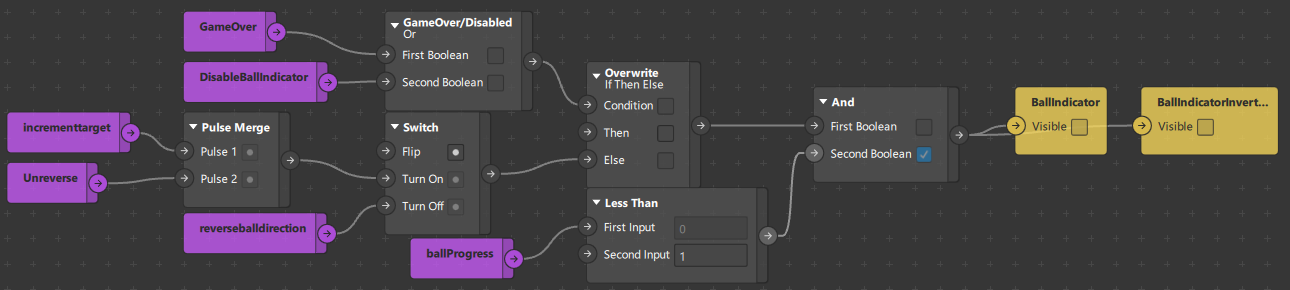 GameOver
DisableBallIndicator
GameOver/Disabled
Or
First Boolean
Second Boolean
incrementtarget
Unreverse
Pulse Merge
Pulse 1
Pulse 2
reverseballdirection
Switch
Flip
Turn On
Turn Off
ballProgress
Overwrite
If Then Else
Condition
Then
Else
Less Than
First Input
0
Second Input
1
And
First Boolean
Second Boolean
BallIndicator
Visible
BallIndicatorInvert...
Visible